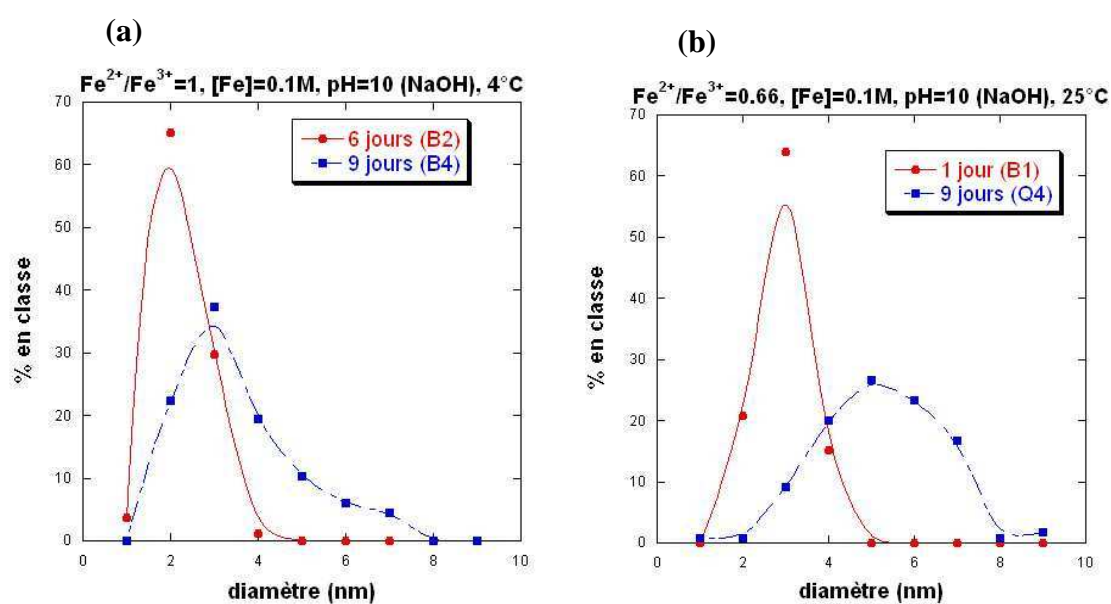 (a)
Fe²⁺/Fe³⁺=1, [Fe]=0.1M, pH=10 (NaOH), 4°C
70
60
50
40
30
20
10
0
% en classe
6 jours (B2)
9 jours (B4)
0 2 4 6 8 10
diamètre (nm)
(b)
Fe²⁺/Fe³⁺=0.66, [Fe]=0.1M, pH=10 (NaOH), 25°C
70
60
50
40
30
20
10
0
% en classe
1 jour (B1)
9 jours (Q4)
0 2 4 6 8 10
diamètre (nm)